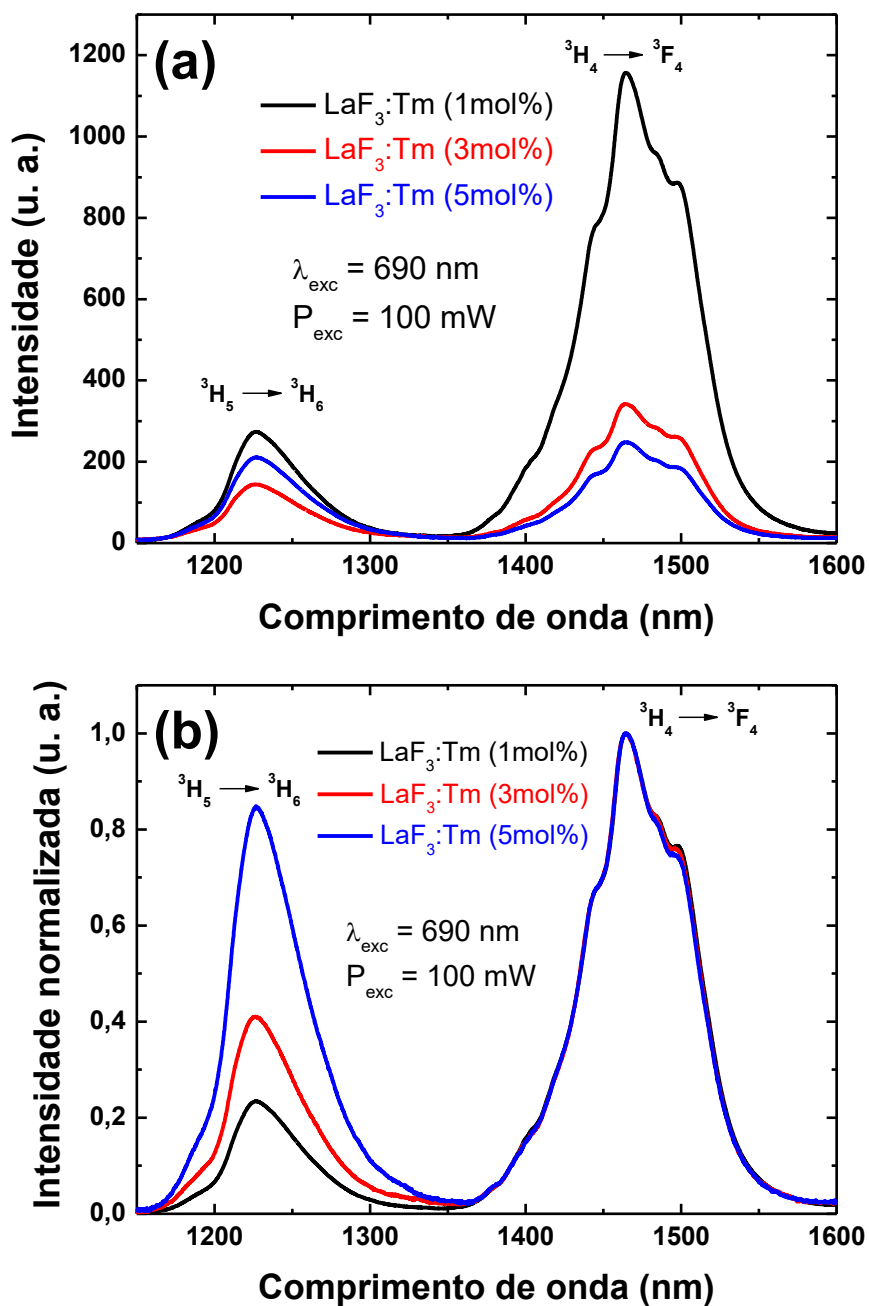 (a)
³H₄ → ³F₄
LaF₃:Tm (1mol%)
LaF₃:Tm (3mol%)
LaF₃:Tm (5mol%)
λexc = 690 nm
Pexc = 100 mW
³H₅ → ³H₆
Intensidade (u. a.)
1200
1000
800
600
400
200
0
1200 1300 1400 1500 1600
Comprimento de onda (nm)
(b)
³H₄ → ³F₄
³H₅ → ³H₆
LaF₃:Tm (1mol%)
LaF₃:Tm (3mol%)
LaF₃:Tm (5mol%)
λexc = 690 nm
Pexc = 100 mW
Intensidade normalizada (u. a.)
1,0
0,8
0,6
0,4
0,2
0,0
1200 1300 1400 1500 1600
Comprimento de onda (nm)